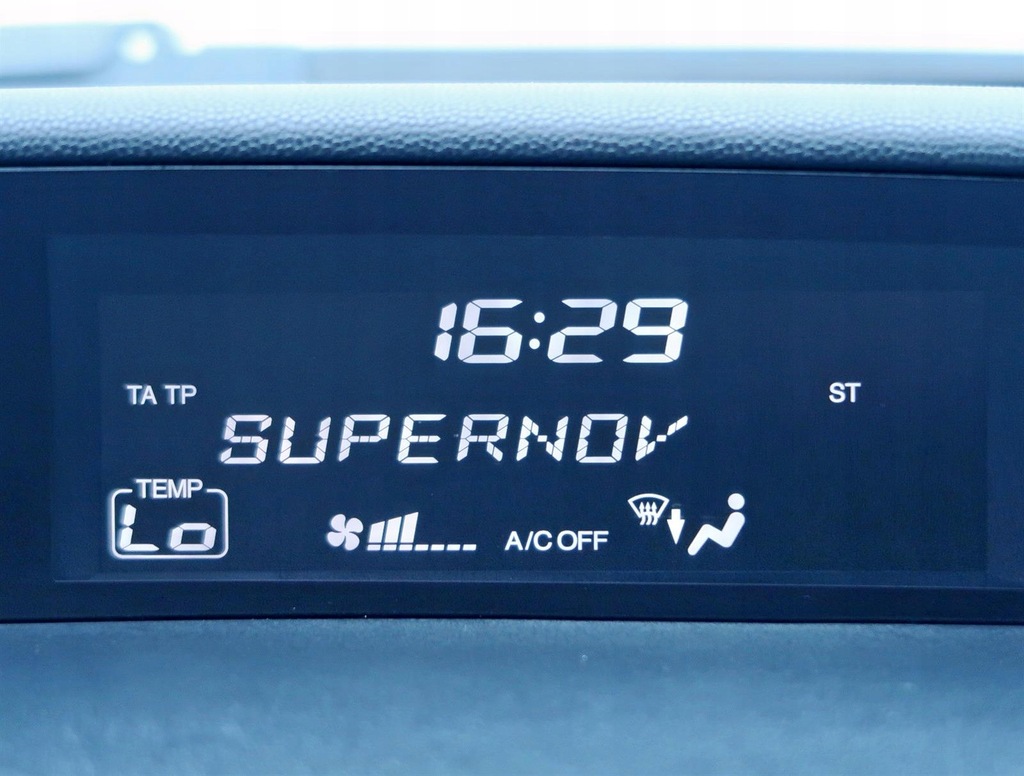 16:29
TA TP
ST
SUPERNOV
TEMP
Lo
A/C OFF